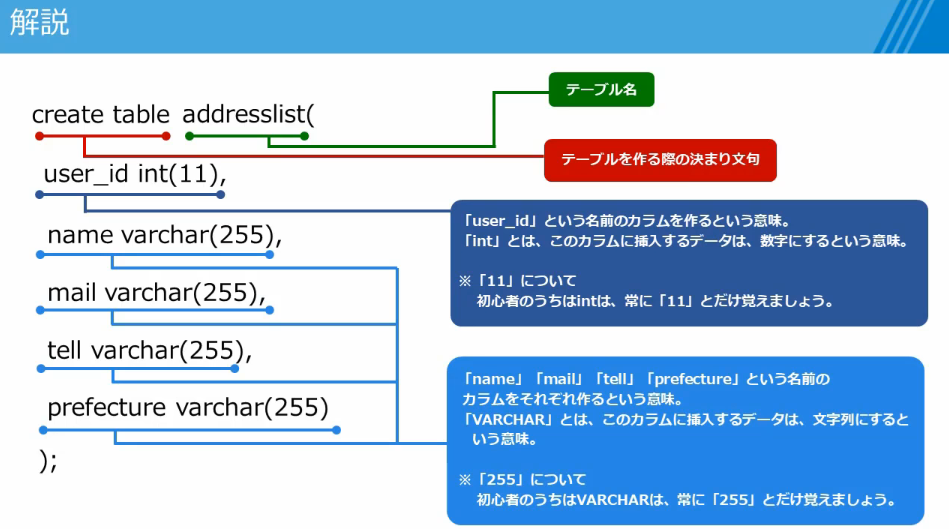 解説
create table addresslist(
テーブル名
テーブルを作る際の決まり文句
user_id int(11),
「user_id」という名前のカラムを作るという意味。
「int」とは、このカラムに挿入するデータは、数字にするという意味。
※「11」について
初心者のうちはintは、常に「11」とだけ覚えましょう。
name varchar(255),
mail varchar(255),
tell varchar(255),
prefecture varchar(255)
);
「name」「mail」「tell」「prefecture」という名前の
カラムをそれぞれ作るという意味。
「VARCHAR」とは、このカラムに挿入するデータは、文字列にすると
いう意味。
※「255」について
初心者のうちはVARCHARは、常に「255」とだけ覚えましょう。